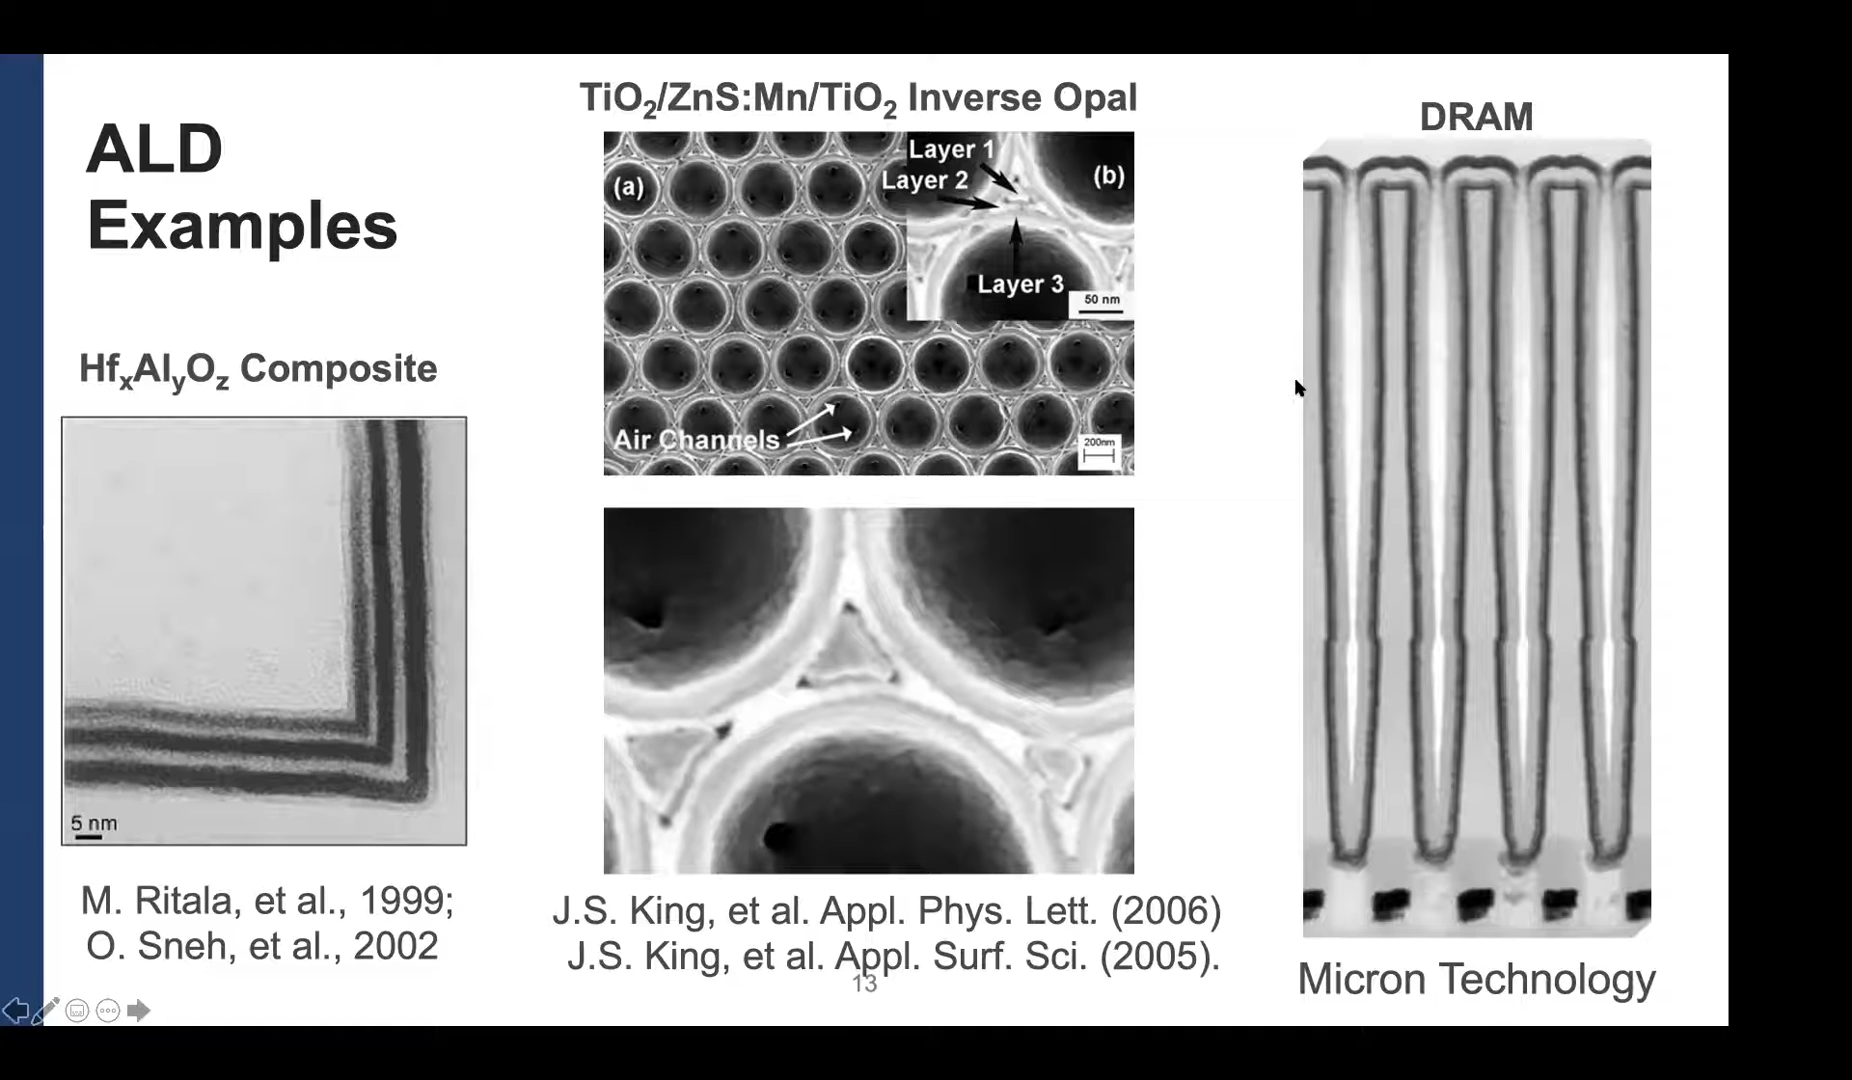 ALD
Examples
HfxAlyOz Composite
5 nm
M. Ritala, et al., 1999;
O. Sneh, et al., 2002
TiO2/ZnS:Mn/TiO2 Inverse Opal
(a)
Layer 1
Layer 2
(b)
Layer 3
50 nm
Air Channels
200nm
J.S. King, et al. Appl. Phys. Lett. (2006)
J.S. King, et al. Appl. Surf. Sci. (2005).
13
DRAM
Micron Technology